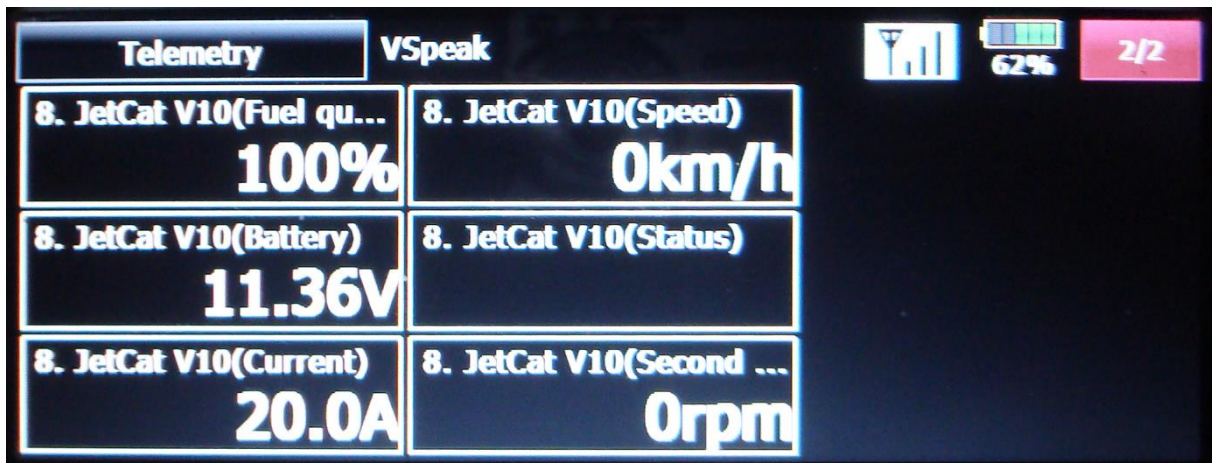 Telemetry VSpeak 62% 2/2
8. JetCat V10(Fuel qu... 8. JetCat V10(Speed)
100% 0km/h
8. JetCat V10(Battery) 8. JetCat V10(Status)
11.36V
8. JetCat V10(Current) 8. JetCat V10(Second ...
20.0A 0rpm